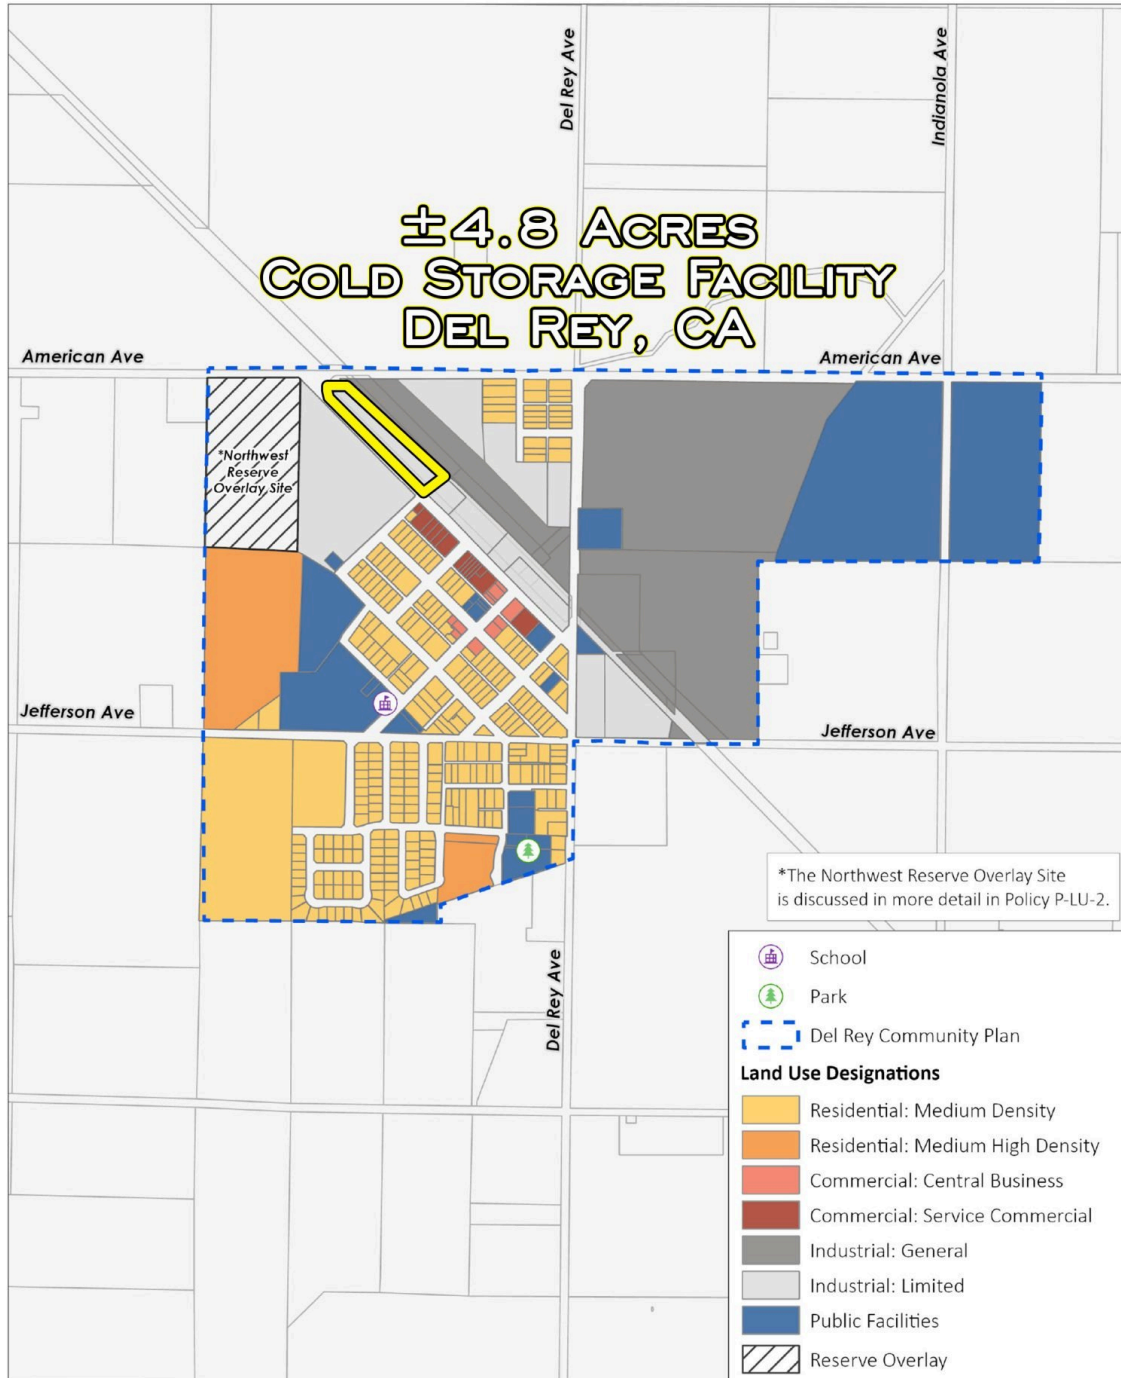 Del Rey Ave
Indianola Ave
±4.8 Acres
Cold Storage Facility
Del Rey, CA
American Ave
American Ave
*Northwest
Reserve
Overlay Site
Jefferson Ave
Jefferson Ave
*The Northwest Reserve Overlay Site
is discussed in more detail in Policy P-LU-2.
Del Rey Ave
School
Park
Del Rey Community Plan
Land Use Designations
Residential: Medium Density
Residential: Medium High Density
Commercial: Central Business
Commercial: Service Commercial
Industrial: General
Industrial: Limited
Public Facilities
Reserve Overlay